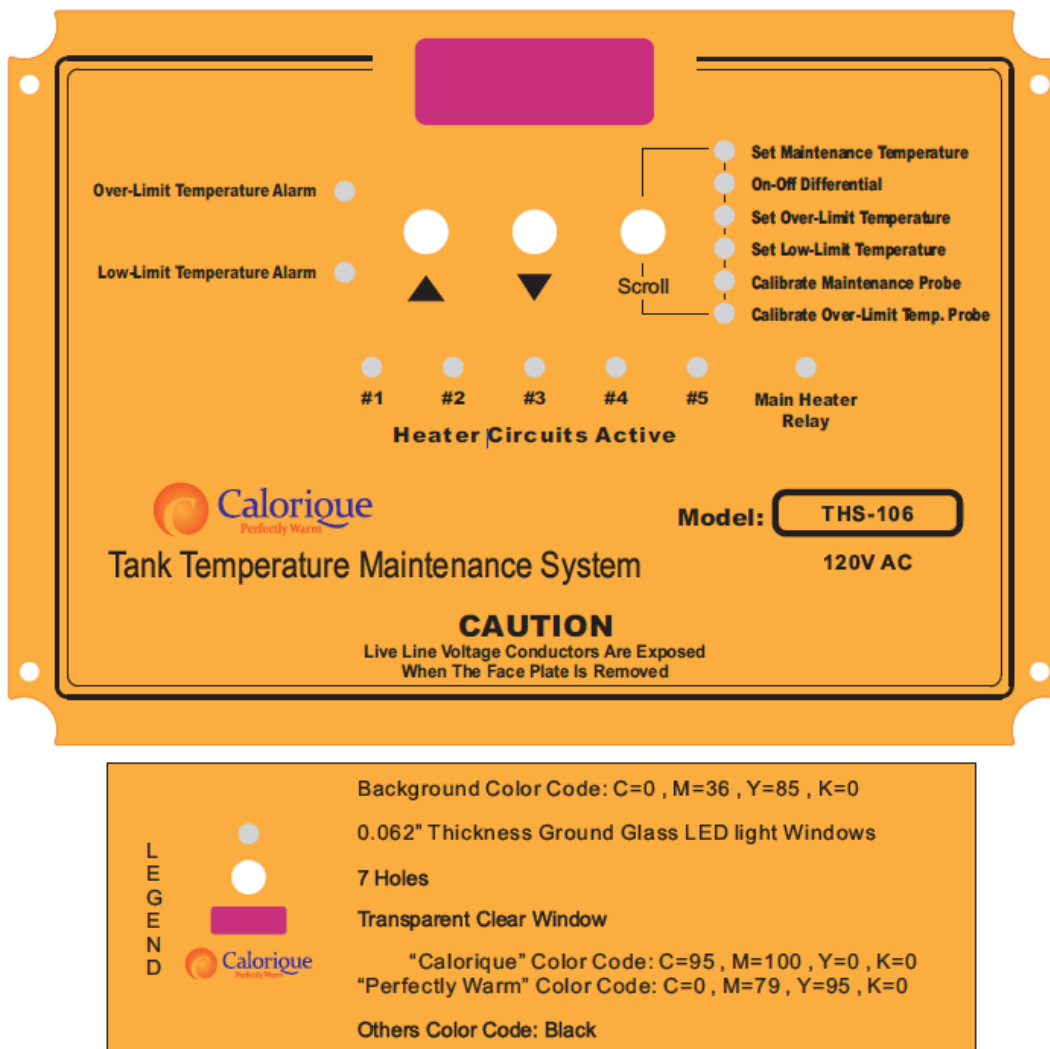 Over-Limit Temperature Alarm
Low-Limit Temperature Alarm
Scroll
Set Maintenance Temperature
On-Off Differential
Set Over-Limit Temperature
Set Low-Limit Temperature
Calibrate Maintenance Probe
Calibrate Over-Limit Temp. Probe
#1 #2 #3 #4 #5 Main Heater
Relay
Heater Circuits Active
Calorique
Perfectly Warm
Model: THS-106
Tank Temperature Maintenance System
120V AC
CAUTION
Live Line Voltage Conductors Are Exposed
When The Face Plate Is Removed
LEGEND
Background Color Code: C=0 , M=36 , Y=85 , K=0
0.062" Thickness Ground Glass LED light Windows
7 Holes
Transparent Clear Window
Calorique
Perfectly Warm
"Calorique" Color Code: C=95 , M=100 , Y=0 , K=0
"Perfectly Warm" Color Code: C=0 , M=79 , Y=95 , K=0
Others Color Code: Black